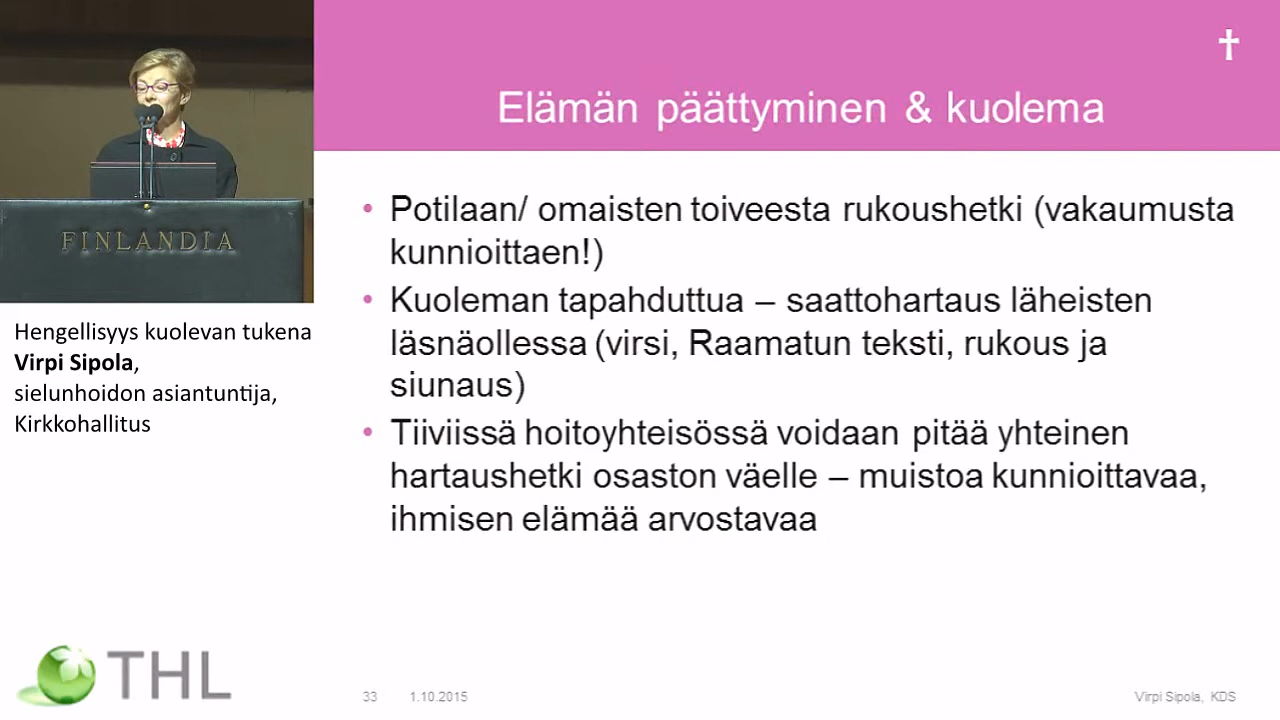 FINLANDIA
Hengellisyys kuolevan tukena
Virpi Sipola,
sielunhoidon asiantuntija,
Kirkkohallitus
THL
Elämän päättyminen & kuolema
• Potilaan/ omaisten toiveesta rukoushetki (vakaumusta
kunnioittaen!)
• Kuoleman tapahduttua – saattohartaus läheisten
läsnäollessa (virsi, Raamatun teksti, rukous ja
siunaus)
• Tiiviissä hoitoyhteisössä voidaan pitää yhteinen
hartaushetki osaston väelle – muistoa kunnioittavaa,
ihmisen elämää arvostavaa
33 1.10.2015 Virpi Sipola, KDS